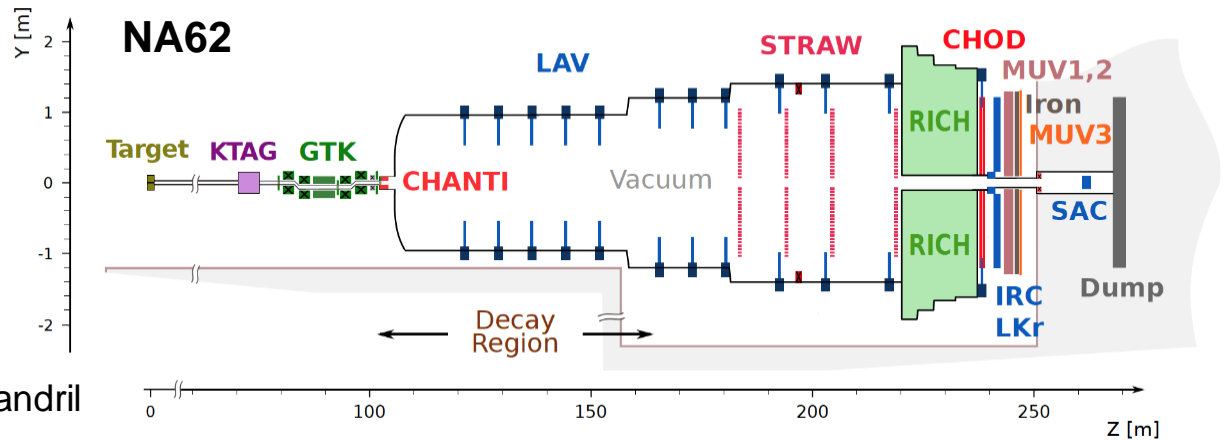 NA62
Y [m]
2
1
0
-1
-2
Target
KTAG
GTK
CHANTI
LAV
Vacuum
STRAW
CHOD
RICH
RICH
MUV1,2
Iron
MUV3
SAC
IRC
LKr
Dump
Decay
Region
andril
0
100
150
200
250
Z [m]